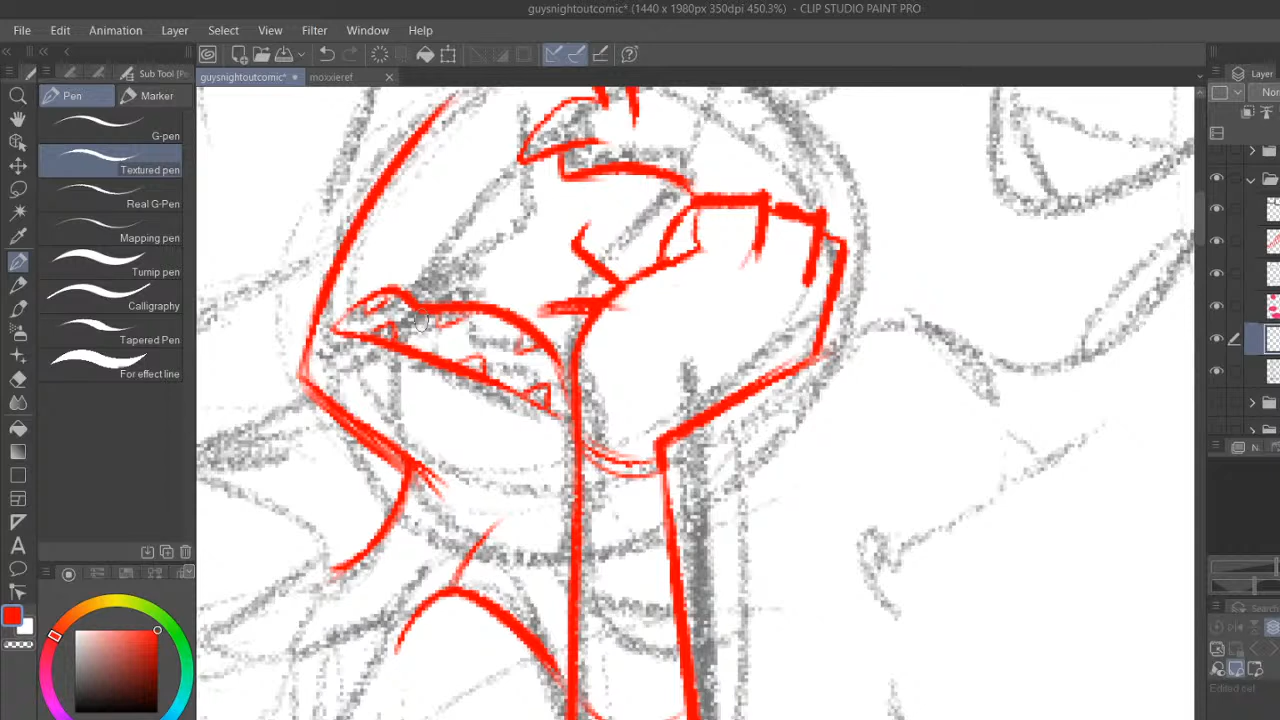 guysnightoutcomic* (1440 x 1980px 350dpi 450.3%) - CLIP STUDIO PAINT PRO
File Edit Animation Layer Select View Filter Window Help
Sub Tool [Pe
guysnightoutcomic* moxxieref
Layer
Pen Marker
Nor
G-pen
Textured pen
Real G-Pen
Mapping pen
Turnip pen
Calligraphy
Tapered Pen
For effect line
N
Search
Edited net